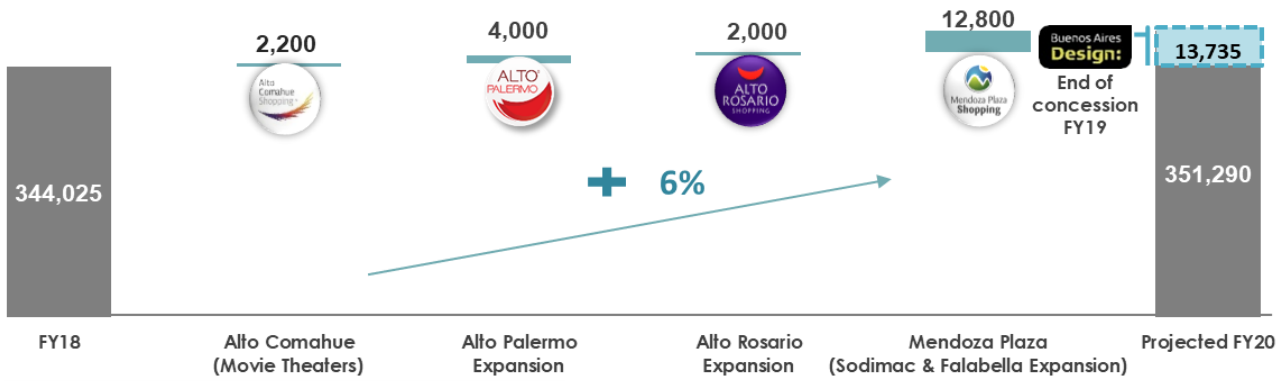 2,200
4,000
2,000
12,800
Buenos Aires
Design:
13,735
Alto
Comahue
Shopping
ALTO
PALERMO
ALTO
ROSARIO
SHOPPING
Mendoza Plaza
Shopping
End of
concession
FY19
344,025
+ 6%
351,290
FY18
Alto Comahue
(Movie Theaters)
Alto Palermo
Expansion
Alto Rosario
Expansion
Mendoza Plaza
(Sodimac & Falabella Expansion)
Projected FY20